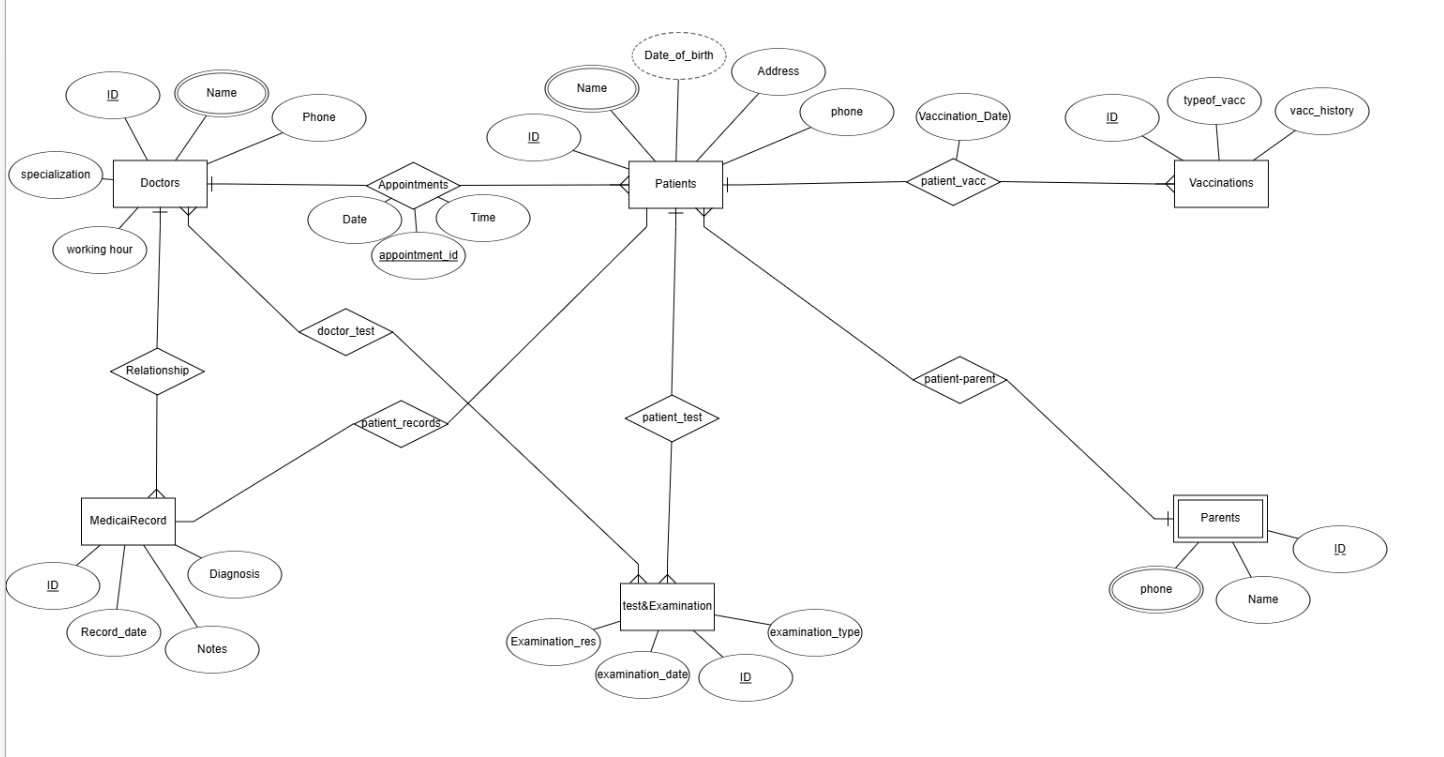 Date_of_birth
Address
Name
phone
ID
ID
Name
Phone
specialization
Doctors
working hour
Appointments
Date
Time
appointment_id
Patients
Vaccination_Date
patient_vacc
ID
typeof_vacc
vacc_history
Vaccinations
doctor_test
Relationship
patient_records
patient_test
patient-parent
MedicaiRecord
ID
Record_date
Notes
Diagnosis
test&Examination
Examination_res
examination_date
ID
examination_type
Parents
phone
Name
ID